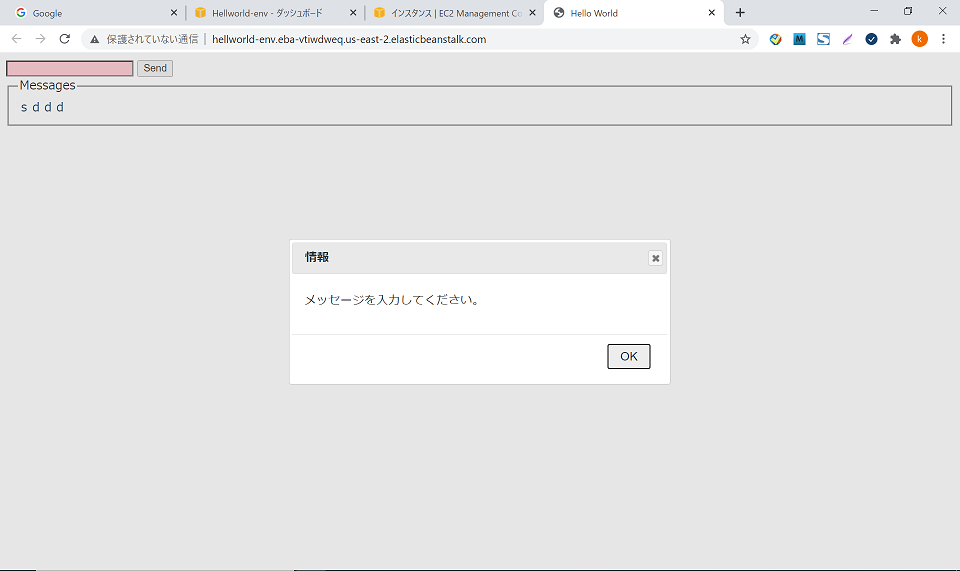 Google
Hellworld-env - ダッシュボード
インスタンス | EC2 Management Co
Hello World
保護されていない通信
hellworld-env.eba-vtiwdweq.us-east-2.elasticbeanstalk.com
M
S
k
Send
Messages
ｓｄｄｄ
情報
メッセージを入力してください。
OK